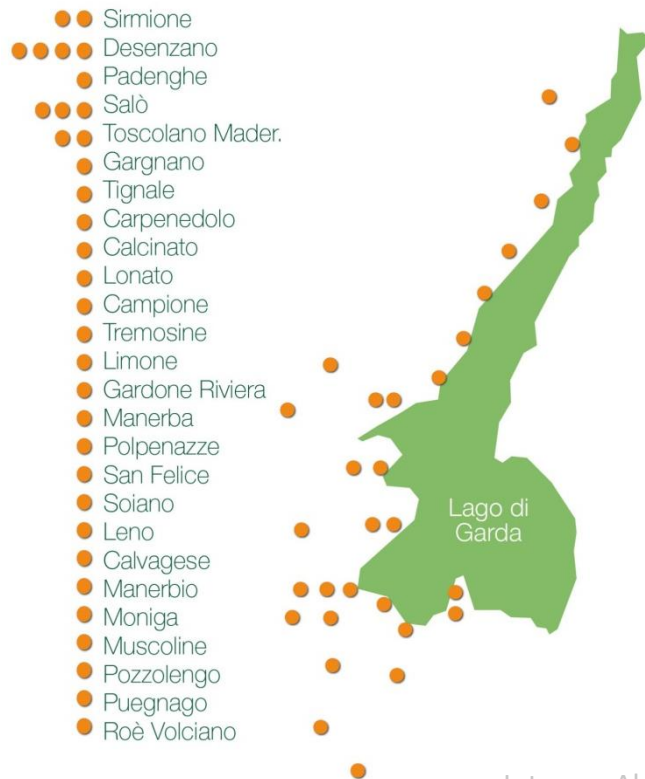 Sirmione
Desenzano
Padenghe
Salò
Toscolano Mader.
Gargnano
Tignale
Carpenedolo
Calcinato
Lonato
Campione
Tremosine
Limone
Gardone Riviera
Manerba
Polpenazze
San Felice
Soiano
Leno
Calvagese
Manerbio
Moniga
Muscoline
Pozzolengo
Puegnago
Roè Volciano
Lago di
Garda